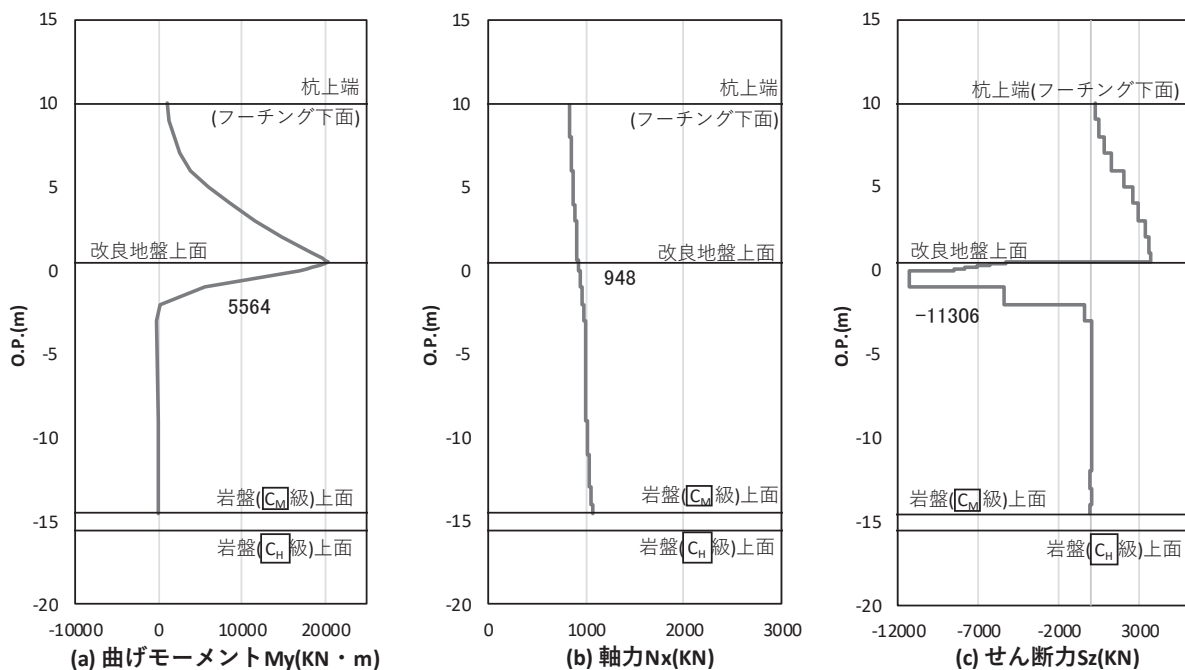 15
杭上端
10
(フーチング下面)
5
改良地盤上面
0
5564
-5
-10
岩盤(CM級)上面
-15
岩盤(CH級)上面
-20
-10000 0 10000 20000
O.P.(m)
(a) 曲げモーメントMy(KN・m)
15
杭上端
10
(フーチング下面)
5
改良地盤上面
0
948
-5
-10
岩盤(CM級)上面
-15
岩盤(CH級)上面
-20
0 1000 2000 3000
O.P.(m)
(b) 軸力Nx(KN)
15
杭上端(フーチング下面)
10
5
改良地盤上面
0
-11306
-5
-10
岩盤(CM級)上面
-15
岩盤(CH級)上面
-20
-12000 -7000 -2000 3000
O.P.(m)
(c) せん断力Sz(KN)